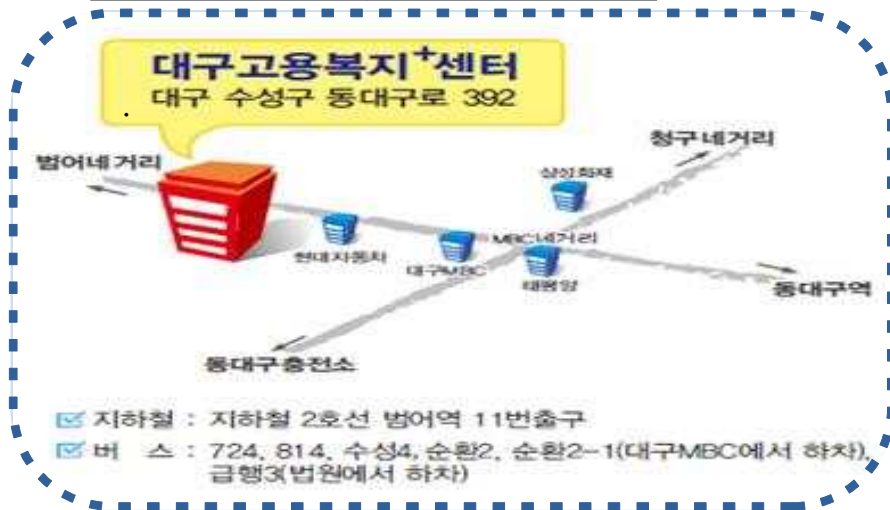 대구고용복지+센터
대구 수성구 동대구로 392
청구네거리
범어네거리
삼성화재
MBC네거리
현대자동차
대구MBC
태평양
동대구역
동대구충전소
지하철 : 지하철 2호선 범어역 11번출구
버 스 : 724, 814, 수성4, 순환2, 순환2-1(대구MBC에서 하차),
급행3(법원에서 하차)